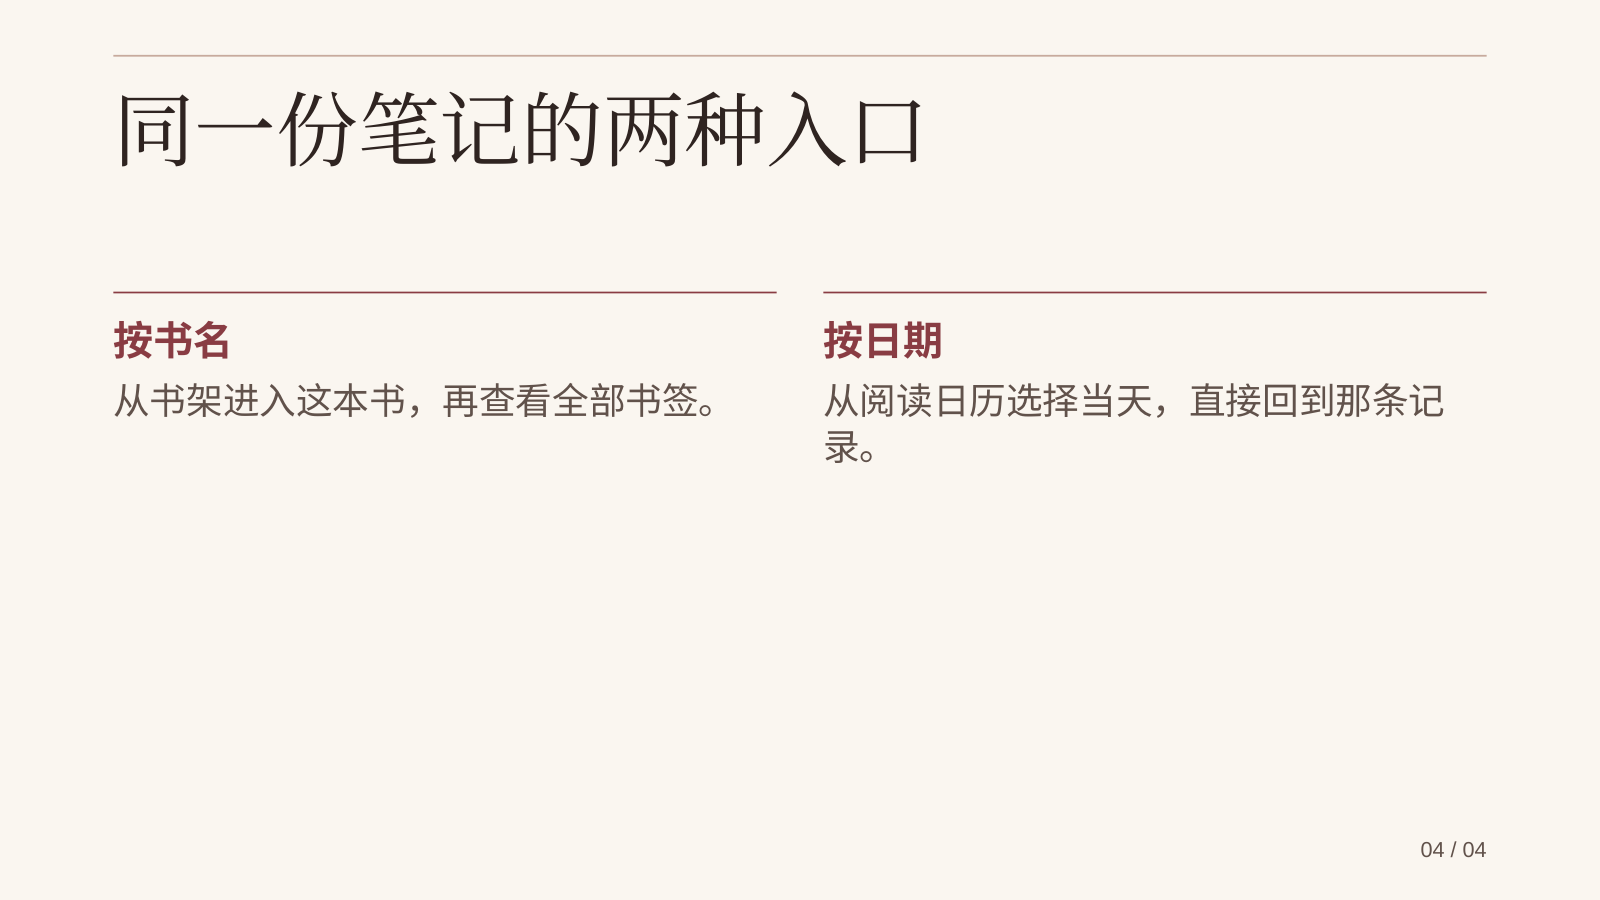 同一份笔记的两种入口
按书名
从书架进入这本书，再查看全部书签。
按日期
从阅读日历选择当天，直接回到那条记
录。
04 / 04